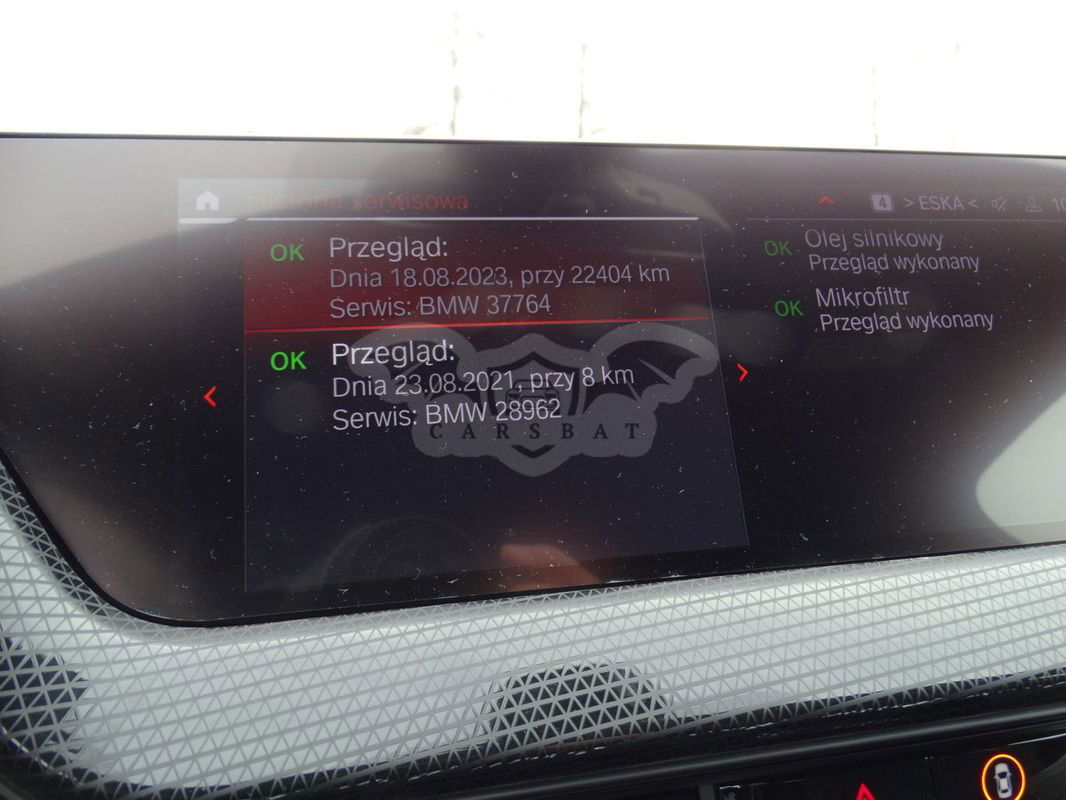 Historia serwisowa
4 > ESKA < 10
OK Przegląd:
Dnia 18.08.2023, przy 22404 km
Serwis: BMW 37764
OK Przegląd:
Dnia 23.08.2021, przy 8 km
Serwis: BMW 28962
OK Olej silnikowy
Przegląd wykonany
OK Mikrofiltr
Przegląd wykonany
CARSBAT